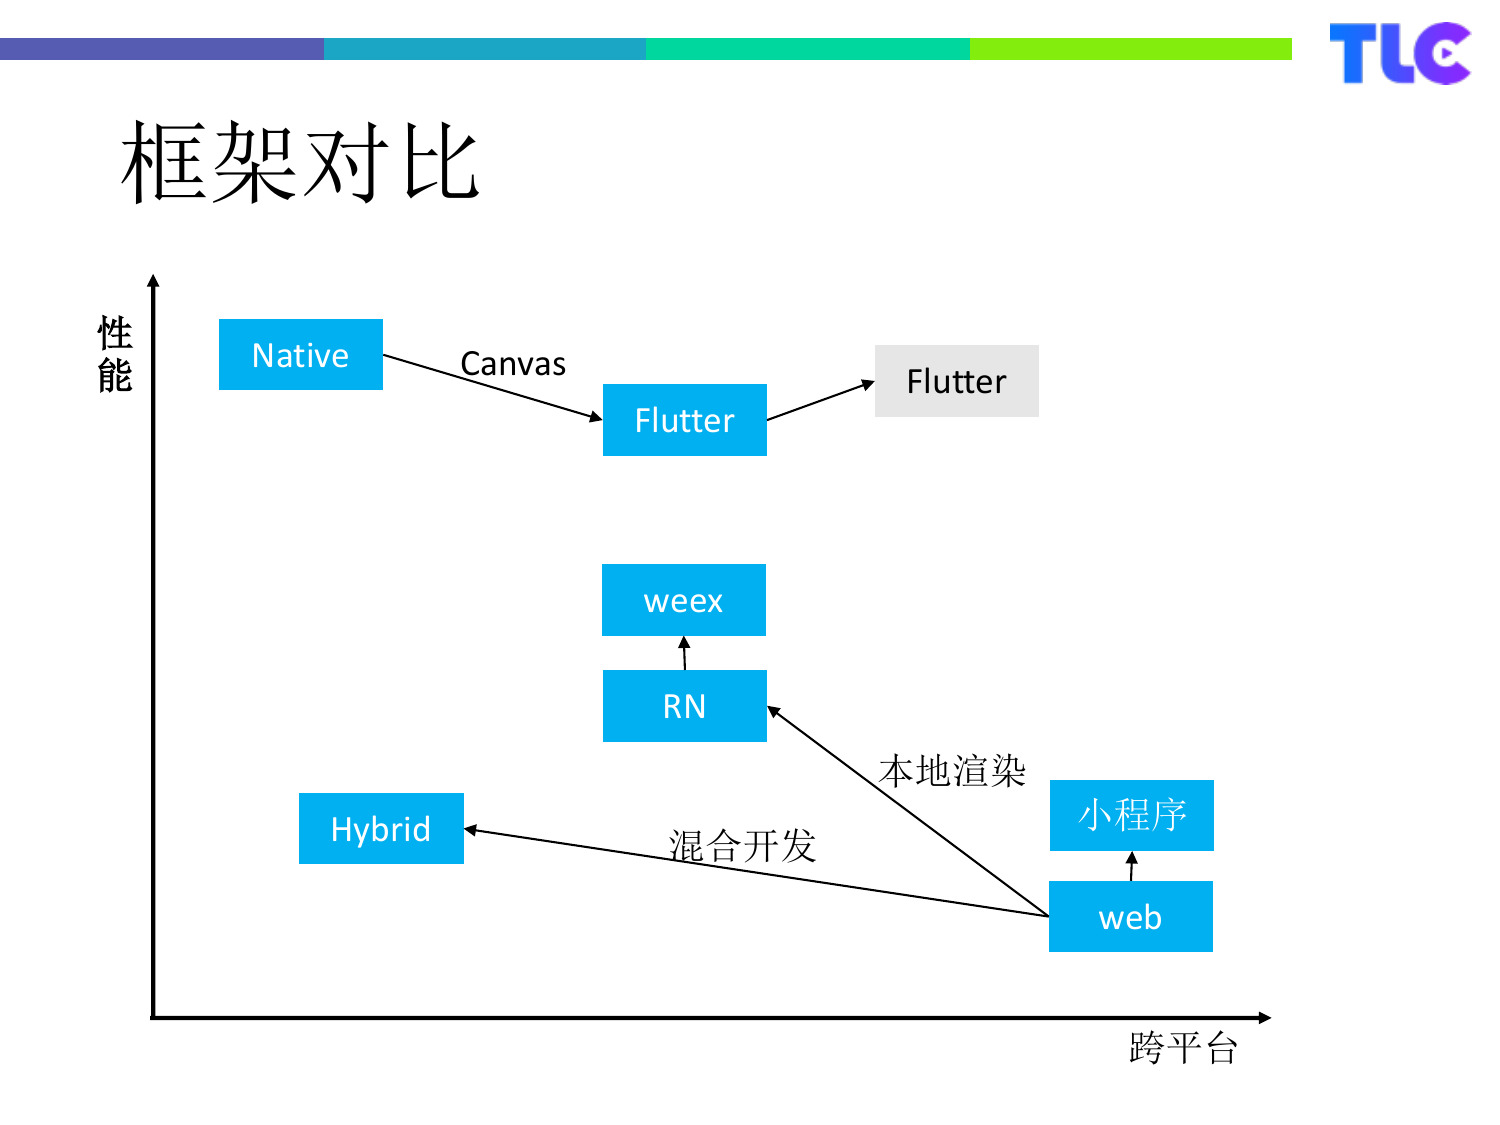 TLC
框架对比
性
能
Native
Canvas
Flutter
Flutter
weex
RN
本地渲染
小程序
Hybrid
混合开发
web
跨平台